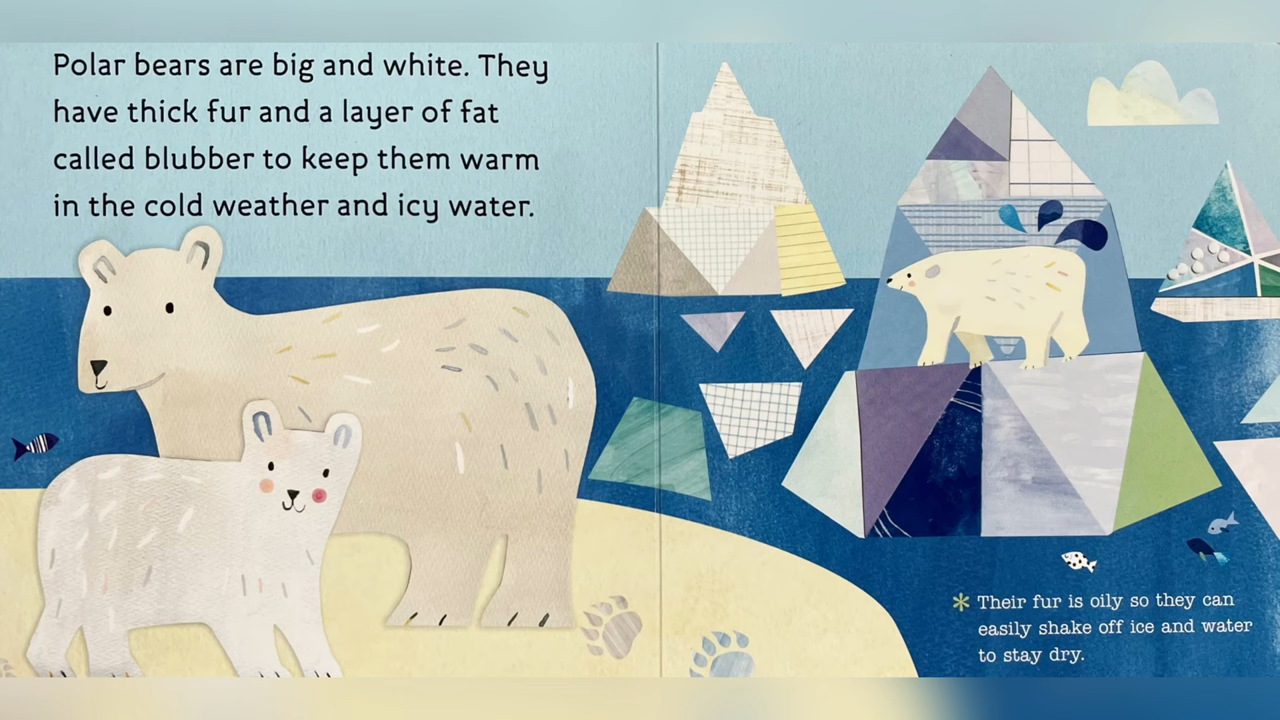 Polar bears are big and white. They
have thick fur and a layer of fat
called blubber to keep them warm
in the cold weather and icy water.
* Their fur is oily so they can
easily shake off ice and water
to stay dry.